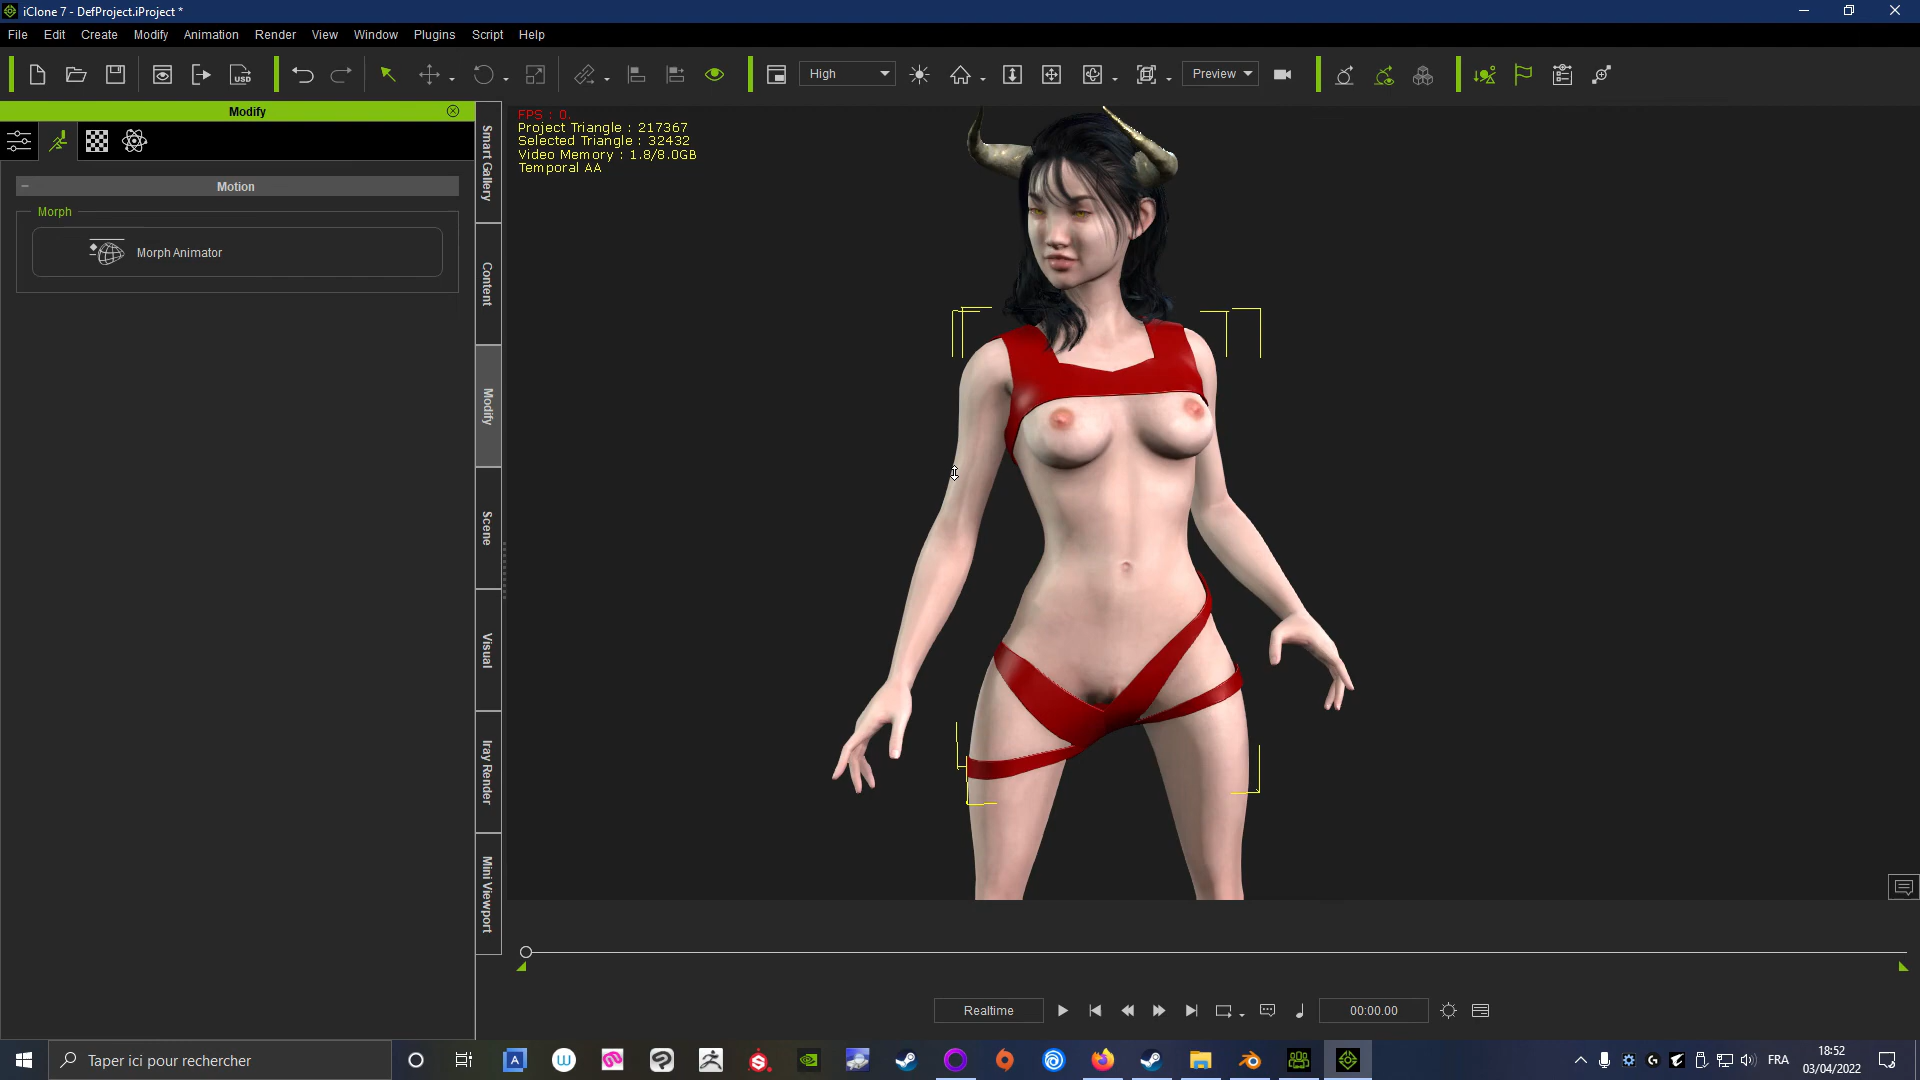 iClone 7 - DefProject.iProject *
File Edit Create Modify Animation Render View Window Plugins Script Help
USD High Preview
Modify
Motion
Morph
Morph Animator
Smart Gallery
Content
Modify
Scene
Visual
Iray Render
Mini Viewport
FPS : 0.
Project Triangle : 217367
Selected Triangle : 32432
Video Memory : 1.8/8.0GB
Temporal AA
Realtime 00:00.00
Taper ici pour rechercher
FRA
18:52
03/04/2022